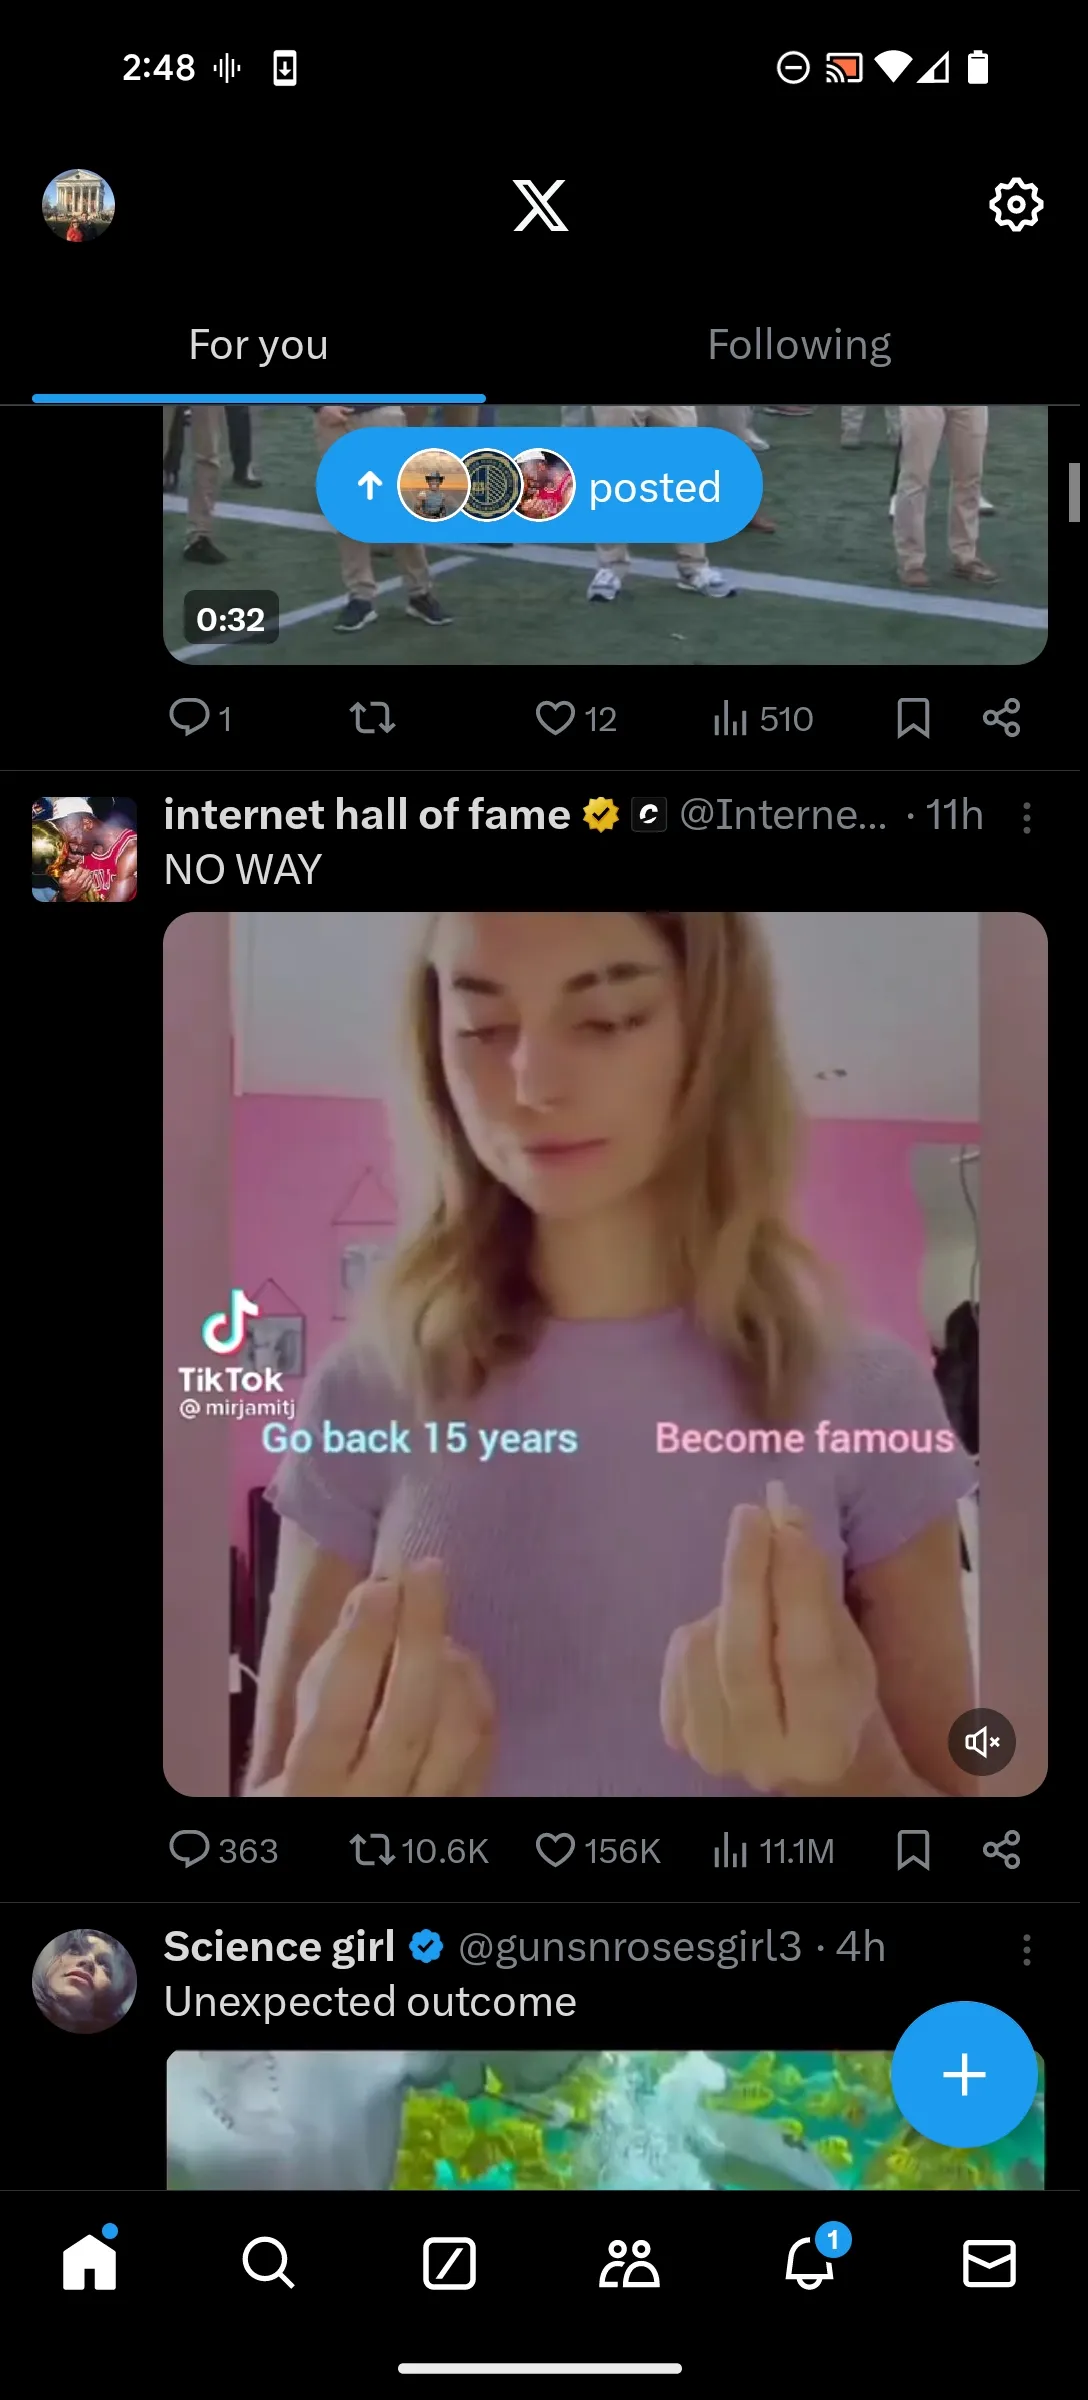 2:48
For you
Following
posted
0:32
1
12
510
internet hall of fame @Interne... · 11h
NO WAY
TikTok
@mirjamitj
Go back 15 years
Become famous
363
10.6K
156K
11.1M
Science girl @gunsnrosesgirl3 · 4h
Unexpected outcome
1